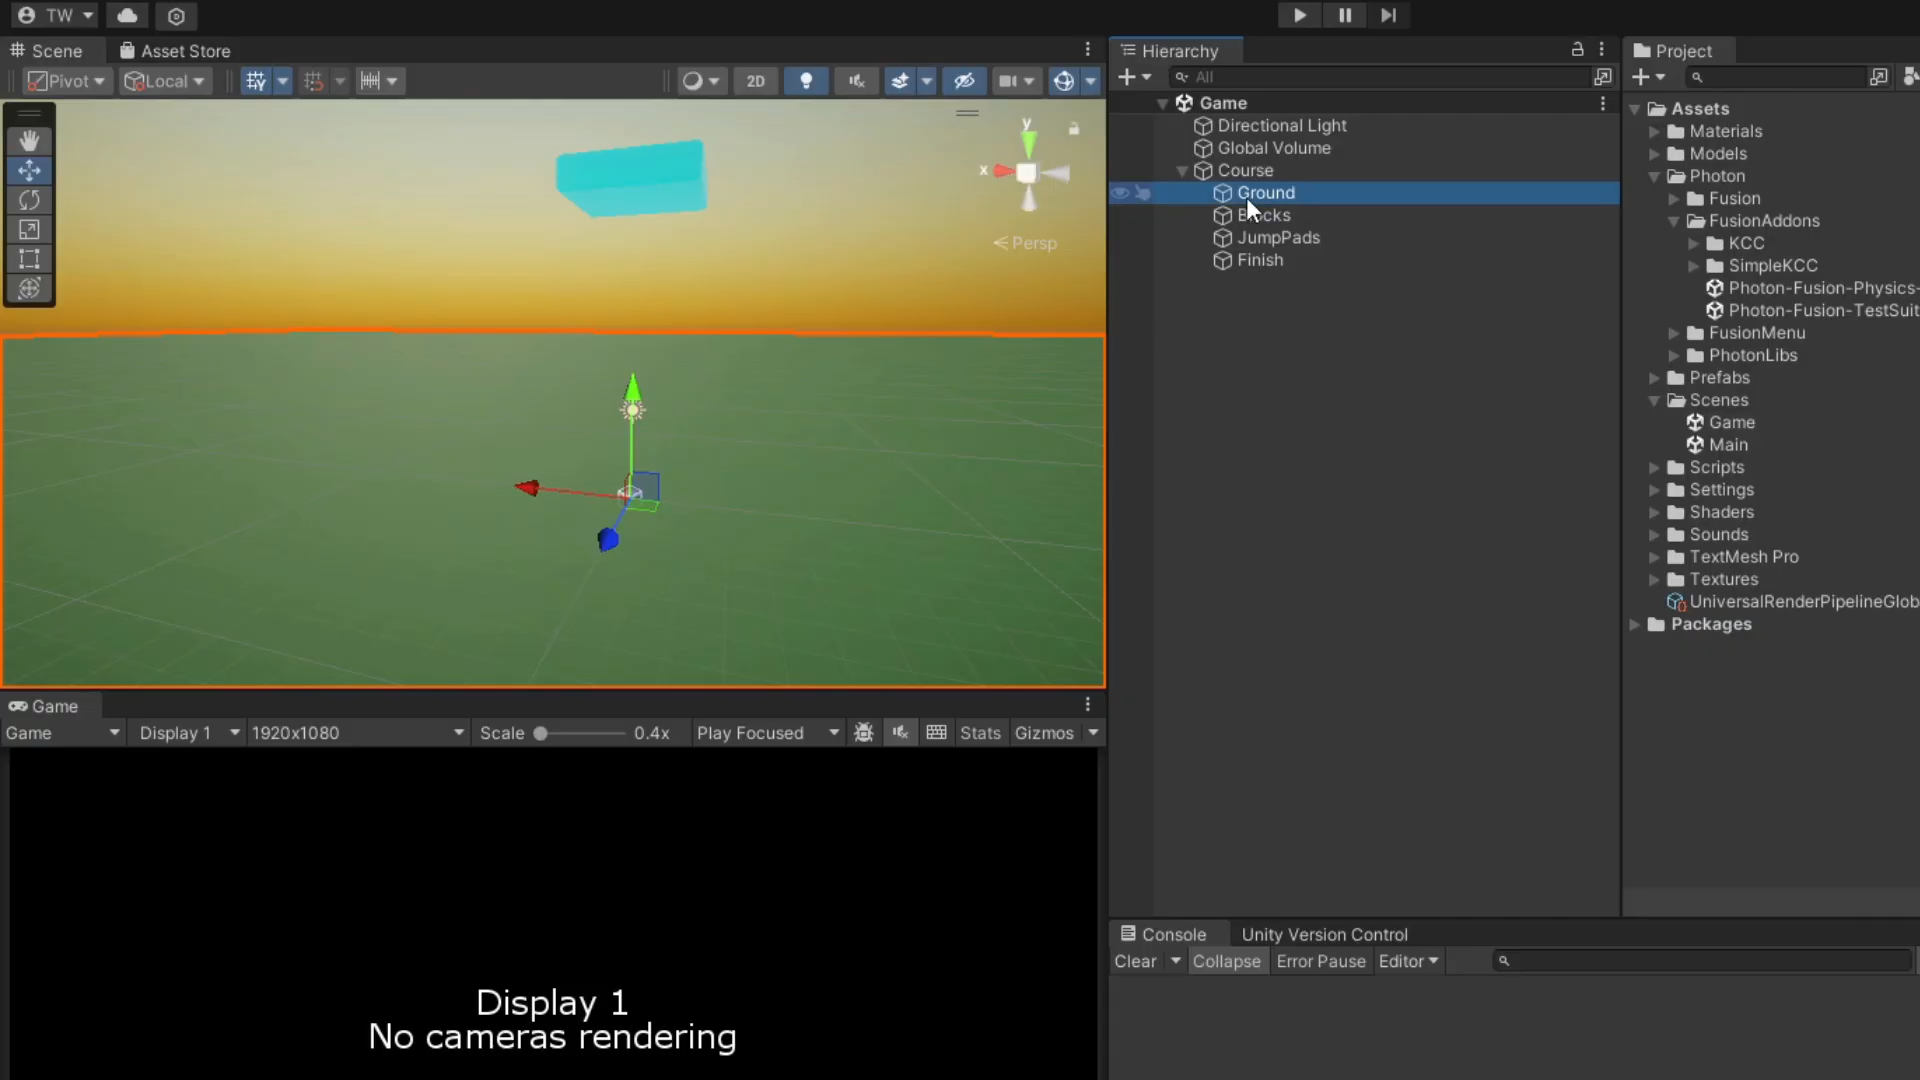 TW
Scene
Asset Store
Pivot
Local
2D
y
x
Persp
Game
Game
Display 1
1920x1080
Scale
0.4x
Play Focused
Stats
Gizmos
Display 1
No cameras rendering
Hierarchy
All
Game
Directional Light
Global Volume
Course
Ground
JumpPads
Finish
Project
Assets
Materials
Models
Photon
Fusion
FusionAddons
KCC
SimpleKCC
Photon-Fusion-Physics-
Photon-Fusion-TestSuit
FusionMenu
PhotonLibs
Prefabs
Scenes
Game
Main
Scripts
Settings
Shaders
Sounds
TextMesh Pro
Textures
UniversalRenderPipelineGlob
Packages
Console
Unity Version Control
Clear
Collapse
Error Pause
Editor